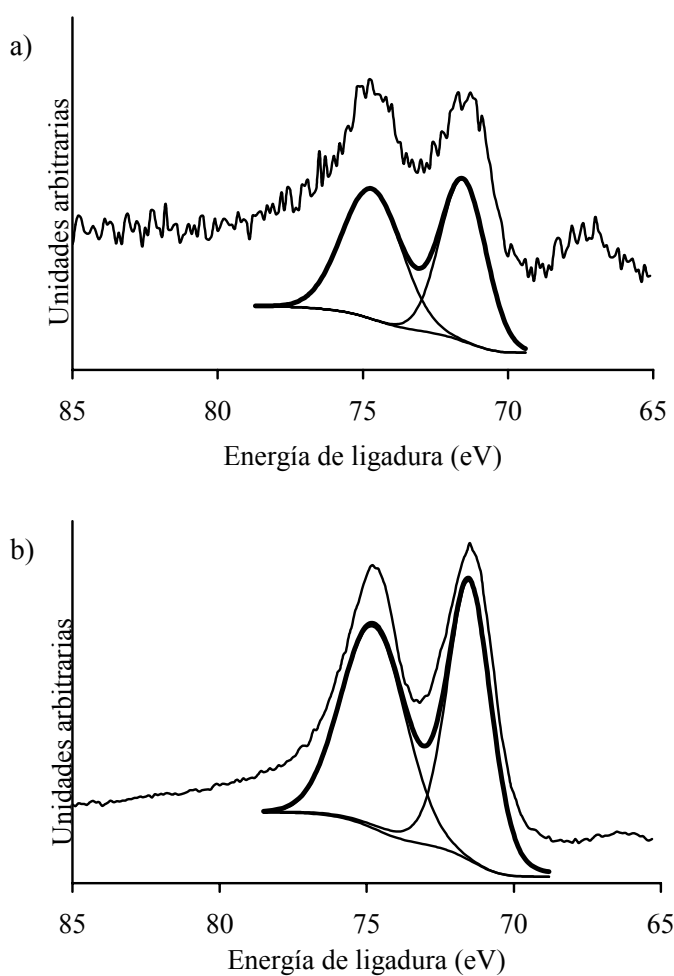 a)
Unidades arbitrarias
85 80 75 70 65
Energía de ligadura (eV)
b)
Unidades arbitrarias
85 80 75 70 65
Energía de ligadura (eV)